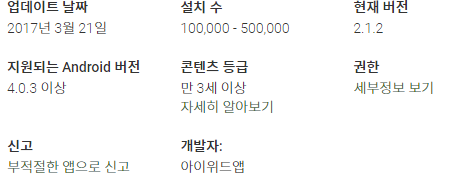 업데이트 날짜
2017년 3월 21일
설치 수
100,000 - 500,000
현재 버전
2.1.2
지원되는 Android 버전
4.0.3 이상
콘텐츠 등급
만 3세 이상
자세히 알아보기
권한
세부정보 보기
신고
부적절한 앱으로 신고
개발자:
아이위드앱